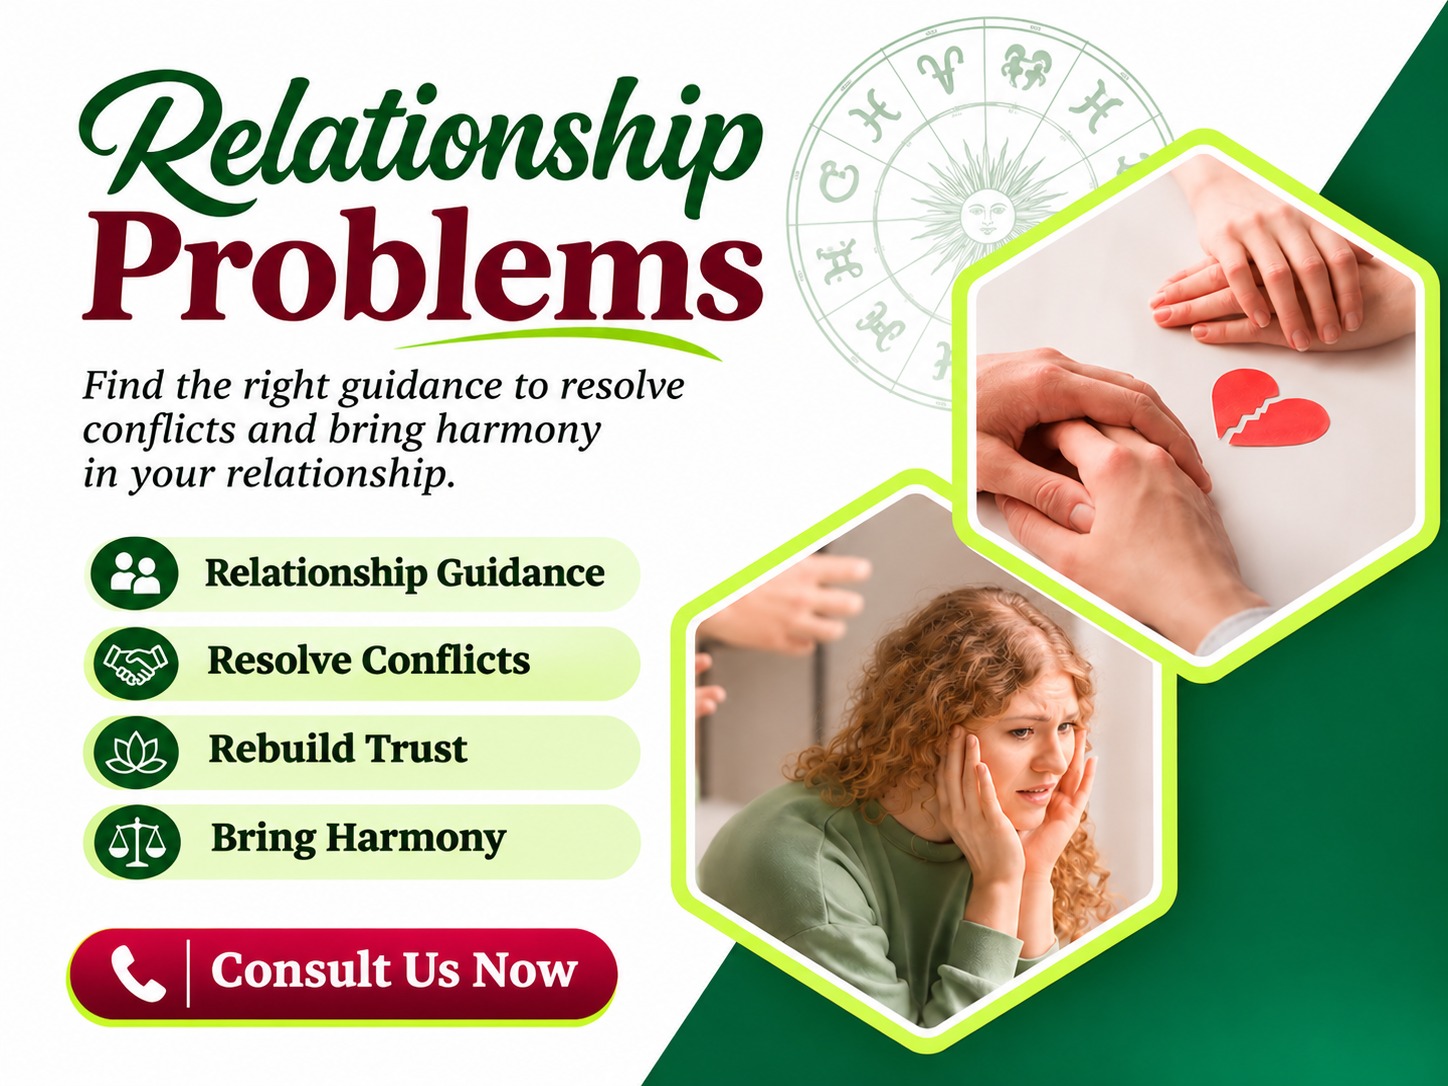 Relationship
Problems
Find the right guidance to resolve
conflicts and bring harmony
in your relationship.
Relationship Guidance
Resolve Conflicts
Rebuild Trust
Bring Harmony
Consult Us Now